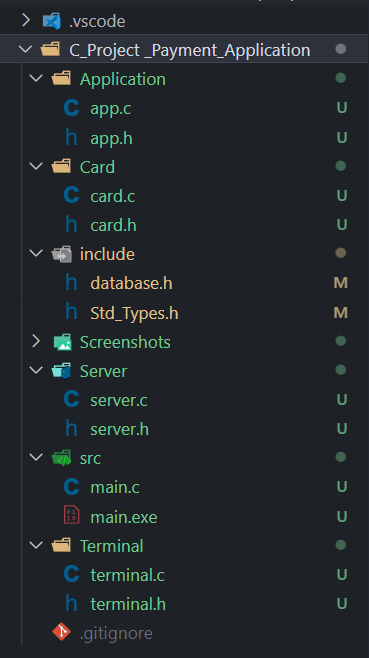 .vscode
C_Project _Payment_Application
Application
C app.c U
h app.h U
Card
C card.c U
h card.h U
include
h database.h M
h Std_Types.h M
Screenshots
Server
C server.c U
h server.h U
src
C main.c U
main.exe U
Terminal
C terminal.c U
h terminal.h U
.gitignore